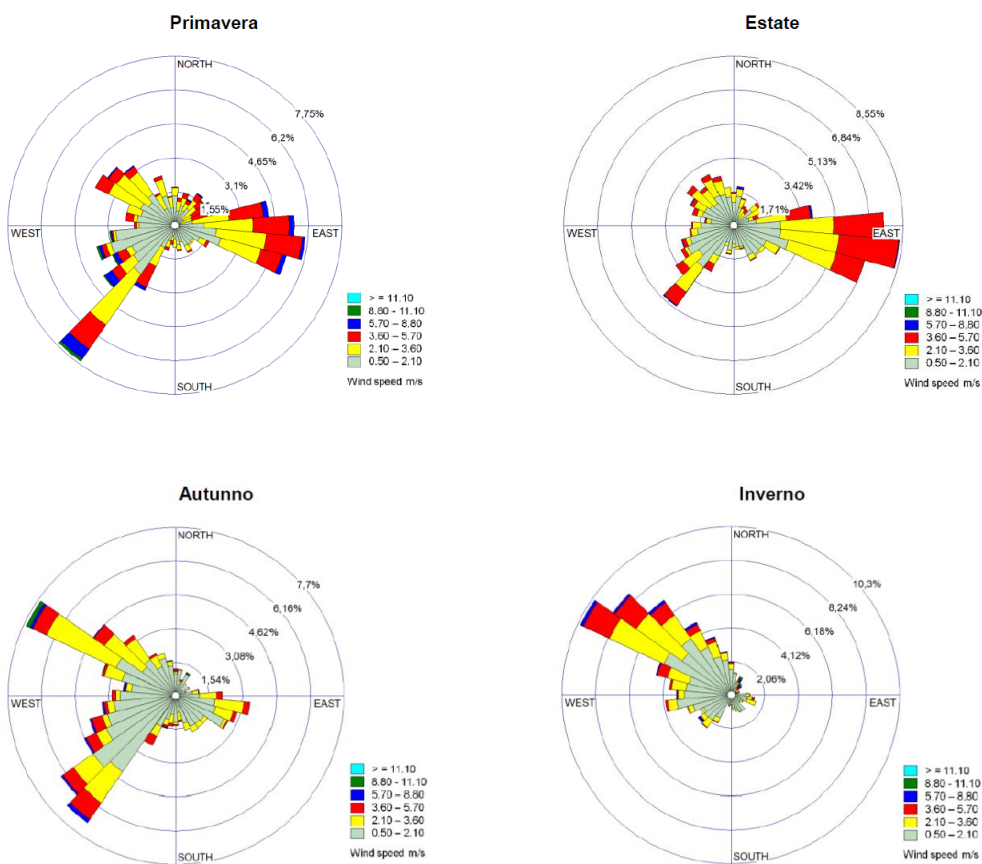 Primavera
NORTH
7,75%
6,2%
4,65%
3,1%
1,55%
WEST
EAST
SOUTH
> = 11.10
8.80 - 11.10
5.70 – 8.80
3.60 – 5.70
2.10 – 3.60
0.50 – 2.10
Wind speed m/s
Estate
NORTH
8,55%
6,84%
5,13%
3,42%
1,71%
WEST
EAST
SOUTH
> = 11.10
8.80 - 11.10
5.70 – 8.80
3.60 – 5.70
2.10 – 3.60
0.50 – 2.10
Wind speed m/s
Autunno
NORTH
7,7%
6,16%
4,62%
3,08%
1,54%
WEST
EAST
SOUTH
> = 11.10
8.80 - 11.10
5.70 – 8.80
3.60 – 5.70
2.10 – 3.60
0.50 – 2.10
Wind speed m/s
Inverno
NORTH
10,3%
8,24%
6,18%
4,12%
2,06%
WEST
EAST
SOUTH
> = 11.10
8.80 - 11.10
5.70 – 8.80
3.60 – 5.70
2.10 – 3.60
0.50 – 2.10
Wind speed m/s